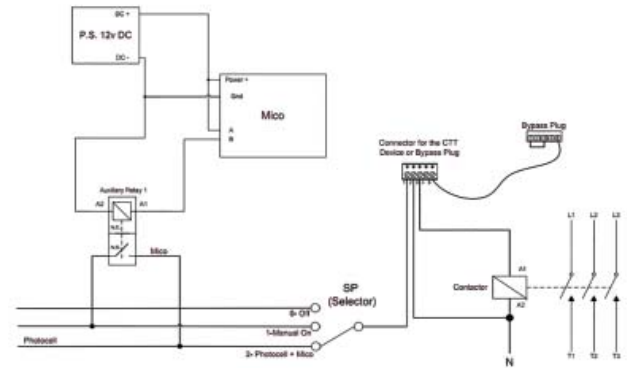 DC +
P.S. 12v DC
DC -
Power +
Gnd
Mico
A
B
Bypass Plug
Connector for the CTT
Device or Bypass Plug
Auxiliary Relay 1
A2
A1
Mico
L1
L2
L3
SP
(Selector)
Contactor
A1
A2
0- Off
1-Manual On
Photocell
2- Photocell + Mico
N
T1
T2
T3